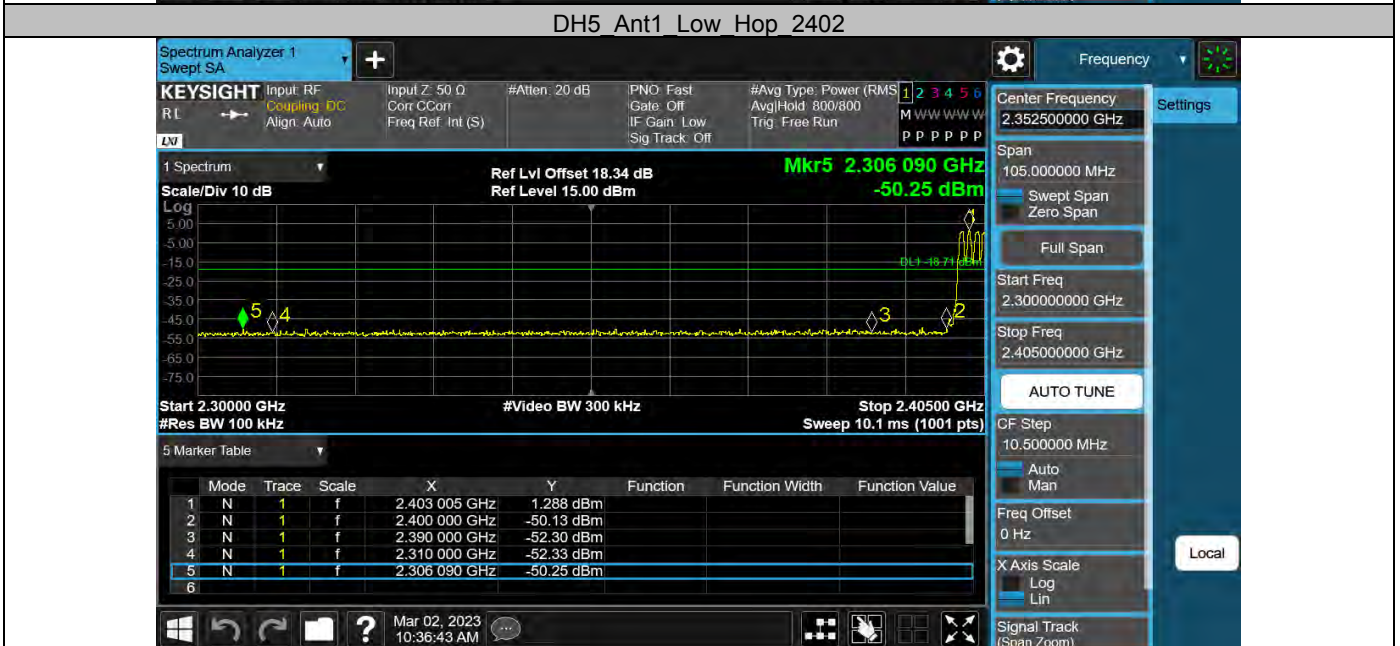 DH5_Ant1_Low_Hop_2402
Spectrum Analyzer 1
Swept SA
+
Frequency
KEYSIGHT
RL
LXI
Input: RF
Coupling: DC
Align: Auto
Input Z: 50 Ω
Corr CCorr
Freq Ref: Int (S)
#Atten: 20 dB
PNO: Fast
Gate: Off
IF Gain: Low
Sig Track: Off
#Avg Type: Power (RMS
Avg|Hold: 800/800
Trig: Free Run
1 2 3 4 5 6
M W W W W W
P P P P P P
Center Frequency
2.352500000 GHz
Settings
Span
105.000000 MHz
Swept Span
Zero Span
Full Span
Start Freq
2.300000000 GHz
Stop Freq
2.405000000 GHz
AUTO TUNE
CF Step
10.500000 MHz
Auto
Man
Freq Offset
0 Hz
X Axis Scale
Log
Lin
Local
Signal Track
(Span Zoom)
1 Spectrum
Scale/Div 10 dB
Ref Lvl Offset 18.34 dB
Ref Level 15.00 dBm
Mkr5 2.306 090 GHz
-50.25 dBm
Log
5.00
-5.00
-15.0
-25.0
-35.0
-45.0
-55.0
-65.0
-75.0
DL1 -18.71 dBm
1
5
4
3
2
Start 2.30000 GHz
#Res BW 100 kHz
#Video BW 300 kHz
Stop 2.40500 GHz
Sweep 10.1 ms (1001 pts)
5 Marker Table
Mode Trace Scale X Y Function Function Width Function Value
1 N 1 f 2.403 005 GHz 1.288 dBm
2 N 1 f 2.400 000 GHz -50.13 dBm
3 N 1 f 2.390 000 GHz -52.30 dBm
4 N 1 f 2.310 000 GHz -52.33 dBm
5 N 1 f 2.306 090 GHz -50.25 dBm
6
?
Mar 02, 2023
10:36:43 AM